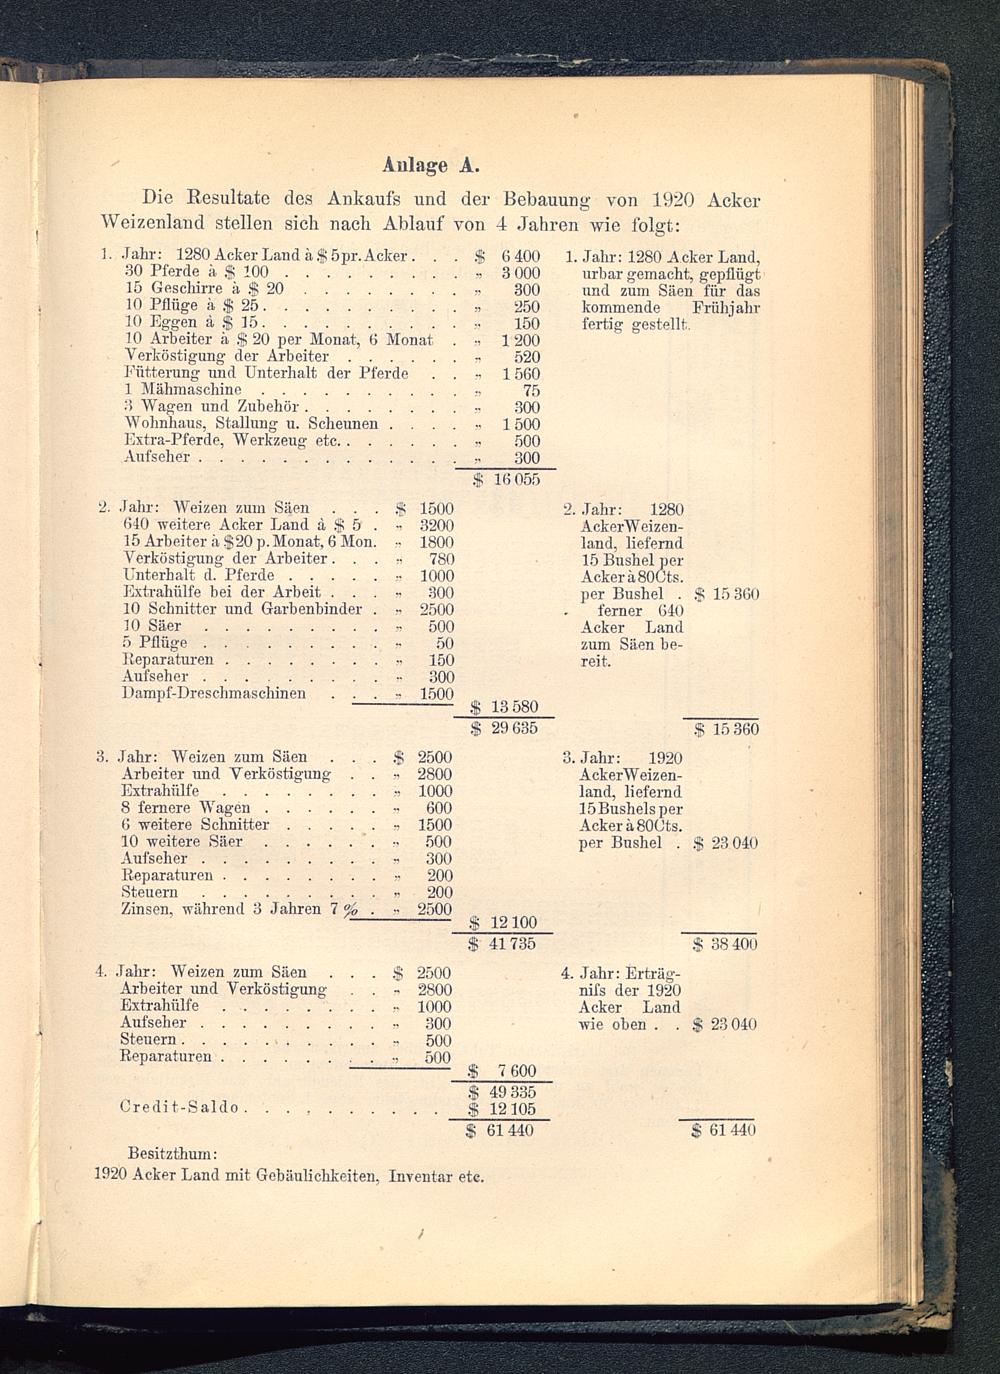 Anlage A.
Die Resultate des Ankaufs und der Bebauung von 1920 Acker
Weizenland stellen sich nach Ablauf von 4 Jahren wie folgt:
1. Jahr: 1280 Acker Land à $ 5 pr. Acker . . . $ 6 400
30 Pferde à $ 100 . . . . . . . . . „ 3 000
15 Geschirre à $ 20 . . . . . . . . „ 300
10 Pflüge à $ 25 . . . . . . . . . . „ 250
10 Eggen à $ 15 . . . . . . . . . . „ 150
10 Arbeiter à $ 20 per Monat, 6 Monat . „ 1 200
Verköstigung der Arbeiter . . . . . . „ 520
Fütterung und Unterhalt der Pferde . . „ 1 560
1 Mähmaschine . . . . . . . . . . „ 75
3 Wagen und Zubehör . . . . . . . . „ 300
Wohnhaus, Stallung u. Scheunen . . . . „ 1 500
Extra-Pferde, Werkzeug etc. . . . . . . „ 500
Aufseher . . . . . . . . . . . . . „ 300
$ 16 055
1. Jahr: 1280 Acker Land,
urbar gemacht, gepflügt
und zum Säen für das
kommende Frühjahr
fertig gestellt.
2. Jahr: Weizen zum Säen . . . $ 1500
640 weitere Acker Land à $ 5 . „ 3200
15 Arbeiter à $ 20 p. Monat, 6 Mon. „ 1800
Verköstigung der Arbeiter . . . „ 780
Unterhalt d. Pferde . . . . . „ 1000
Extrahülfe bei der Arbeit . . . „ 300
10 Schnitter und Garbenbinder . „ 2500
10 Säer . . . . . . . . . „ 500
5 Pflüge . . . . . . . . . „ 50
Reparaturen . . . . . . . . „ 150
Aufseher . . . . . . . . . „ 300
Dampf-Dreschmaschinen . . . „ 1500
$ 13 580
$ 29 635
2. Jahr: 1280
Acker Weizen-
land, liefernd
15 Bushel per
Acker à 80 Cts.
per Bushel . $ 15 360
ferner 640
Acker Land
zum Säen be-
reit.
$ 15 360
3. Jahr: Weizen zum Säen . . . $ 2500
Arbeiter und Verköstigung . . „ 2800
Extrahülfe . . . . . . . . „ 1000
8 fernere Wagen . . . . . . „ 600
6 weitere Schnitter . . . . . „ 1500
10 weitere Säer . . . . . . „ 500
Aufseher . . . . . . . . . „ 300
Reparaturen . . . . . . . . „ 200
Steuern . . . . . . . . . „ 200
Zinsen, während 3 Jahren 7 % . „ 2500
$ 12 100
$ 41 735
3. Jahr: 1920
Acker Weizen-
land, liefernd
15 Bushels per
Acker à 80 Cts.
per Bushel . $ 23 040
$ 38 400
4. Jahr: Weizen zum Säen . . . $ 2500
Arbeiter und Verköstigung . . „ 2800
Extrahülfe . . . . . . . . „ 1000
Aufseher . . . . . . . . . „ 300
Steuern . . . . . . . . . . „ 500
Reparaturen . . . . . . . . „ 500
$ 7 600
$ 49 335
Credit-Saldo . . . . . . . . . . $ 12 105
$ 61 440
4. Jahr: Erträg-
nifs der 1920
Acker Land
wie oben . . $ 23 040
$ 61 440
Besitzthum:
1920 Acker Land mit Gebäulichkeiten, Inventar etc.